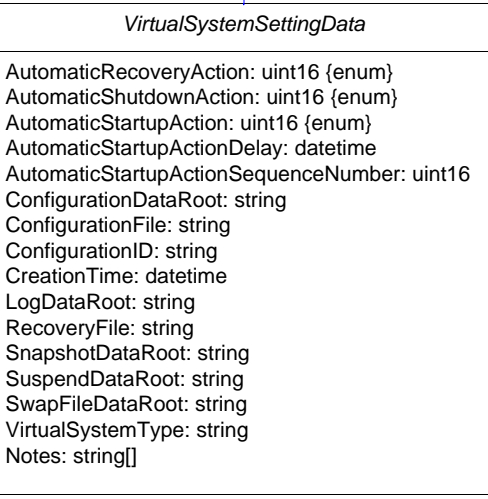 VirtualSystemSettingData
AutomaticRecoveryAction: uint16 {enum}
AutomaticShutdownAction: uint16 {enum}
AutomaticStartupAction: uint16 {enum}
AutomaticStartupActionDelay: datetime
AutomaticStartupActionSequenceNumber: uint16
ConfigurationDataRoot: string
ConfigurationFile: string
ConfigurationID: string
CreationTime: datetime
LogDataRoot: string
RecoveryFile: string
SnapshotDataRoot: string
SuspendDataRoot: string
SwapFileDataRoot: string
VirtualSystemType: string
Notes: string[]